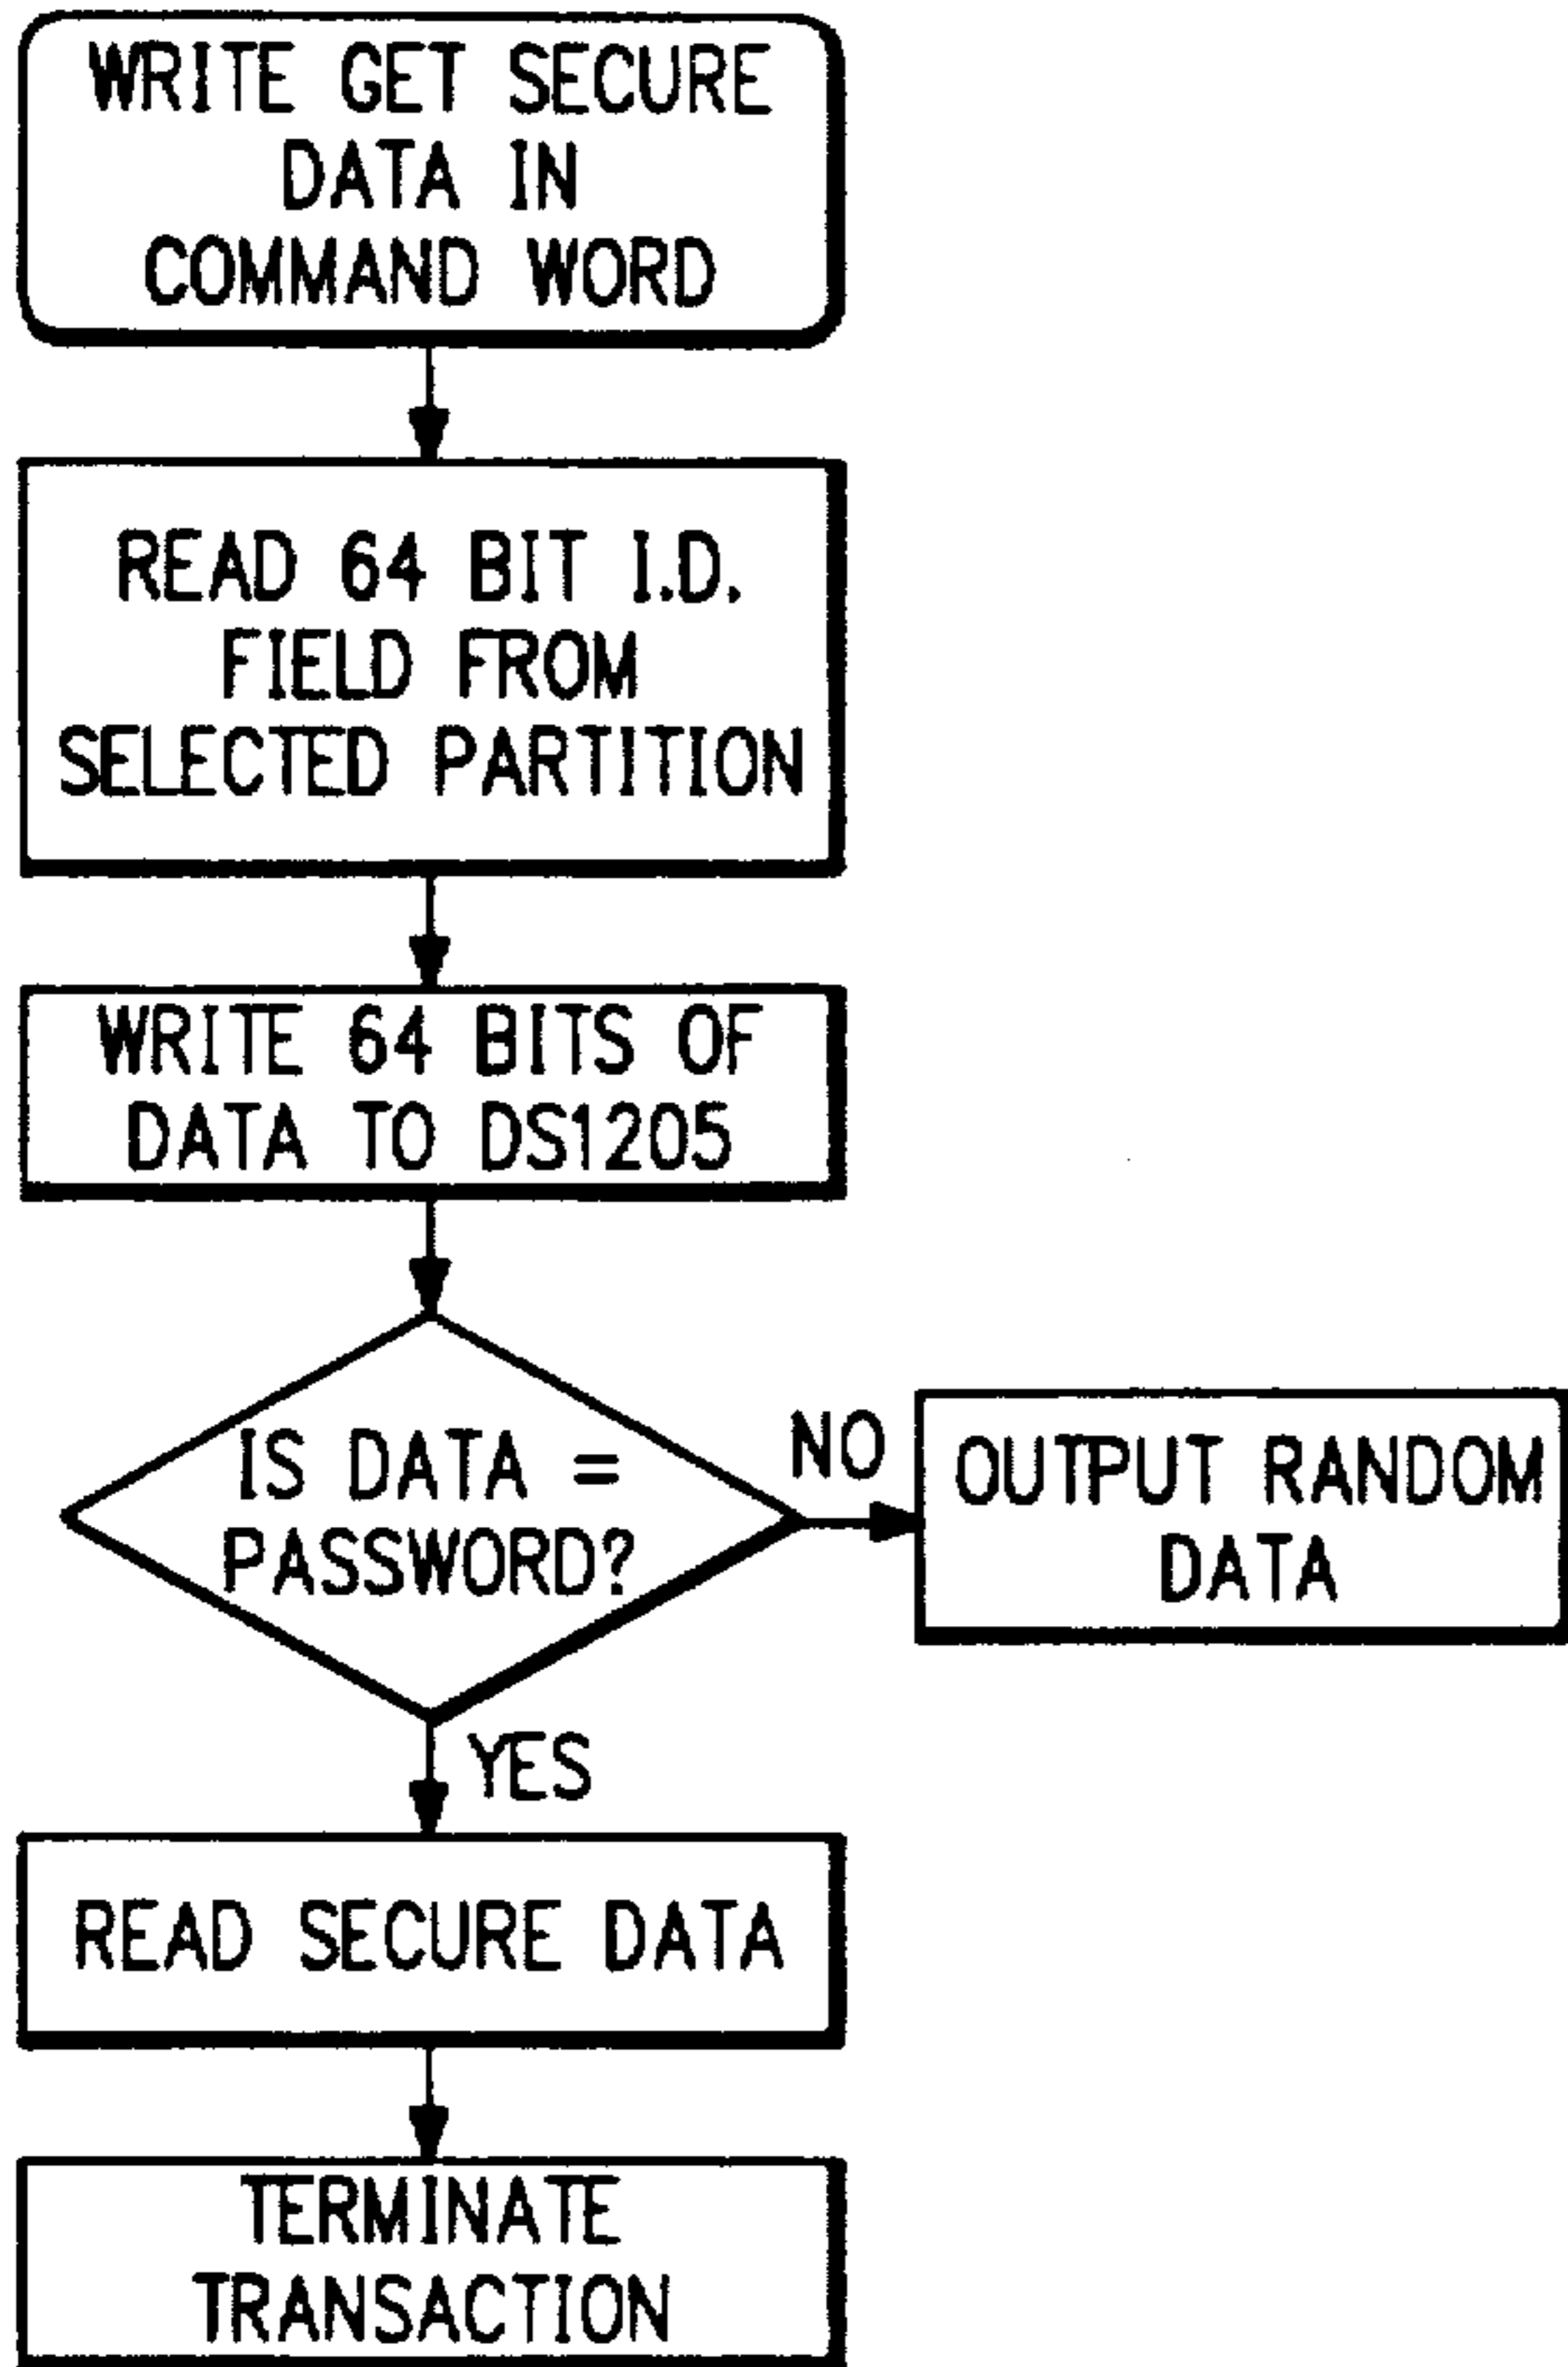 WRITE GET SECURE
DATA IN
COMMAND WORD
READ 64 BIT I.D.
FIELD FROM
SELECTED PARTITION
WRITE 64 BITS OF
DATA TO DS1205
IS DATA =
PASSWORD?
NO
OUTPUT RANDOM
DATA
YES
READ SECURE DATA
TERMINATE
TRANSACTION